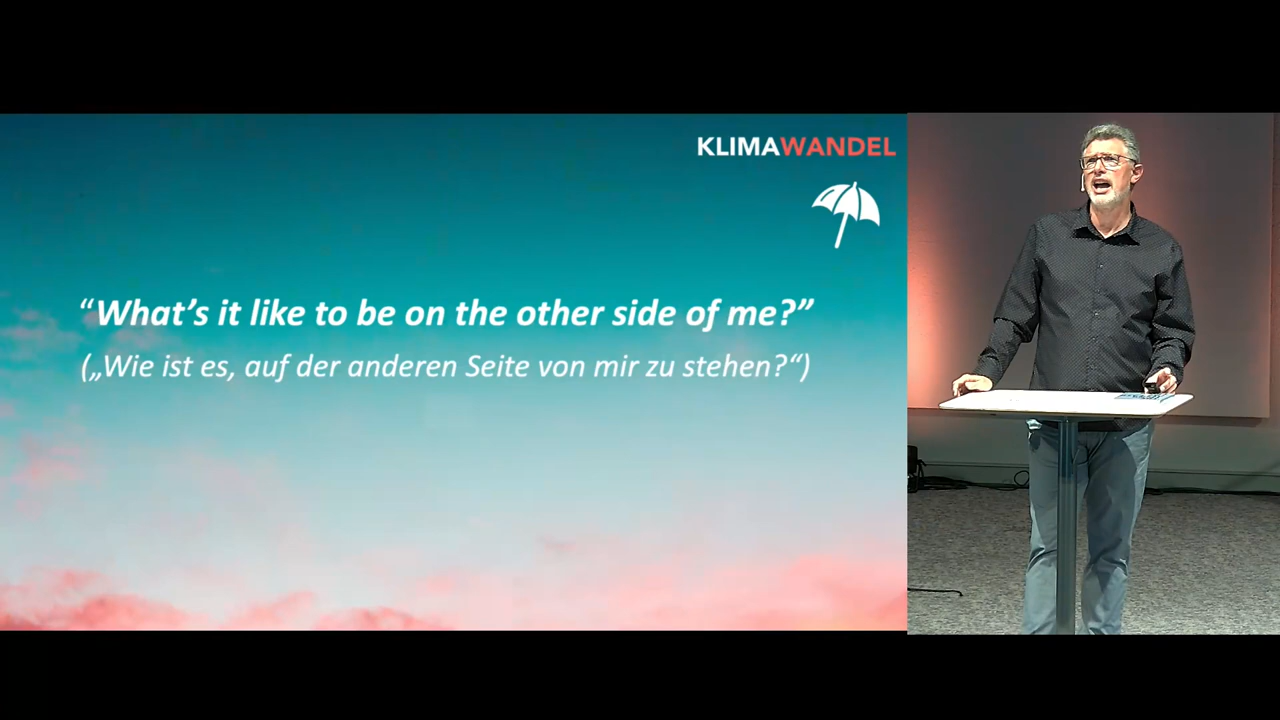 KLIMAWANDEL
“What’s it like to be on the other side of me?”
(„Wie ist es, auf der anderen Seite von mir zu stehen?“)